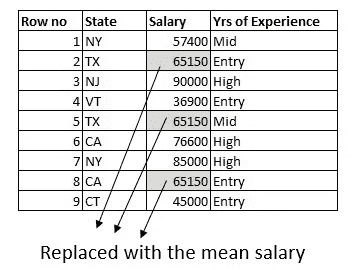 Row no State Salary Yrs of Experience
1 NY 57400 Mid
2 TX 65150 Entry
3 NJ 90000 High
4 VT 36900 Entry
5 TX 65150 Mid
6 CA 76600 High
7 NY 85000 High
8 CA 65150 Entry
9 CT 45000 Entry
Replaced with the mean salary